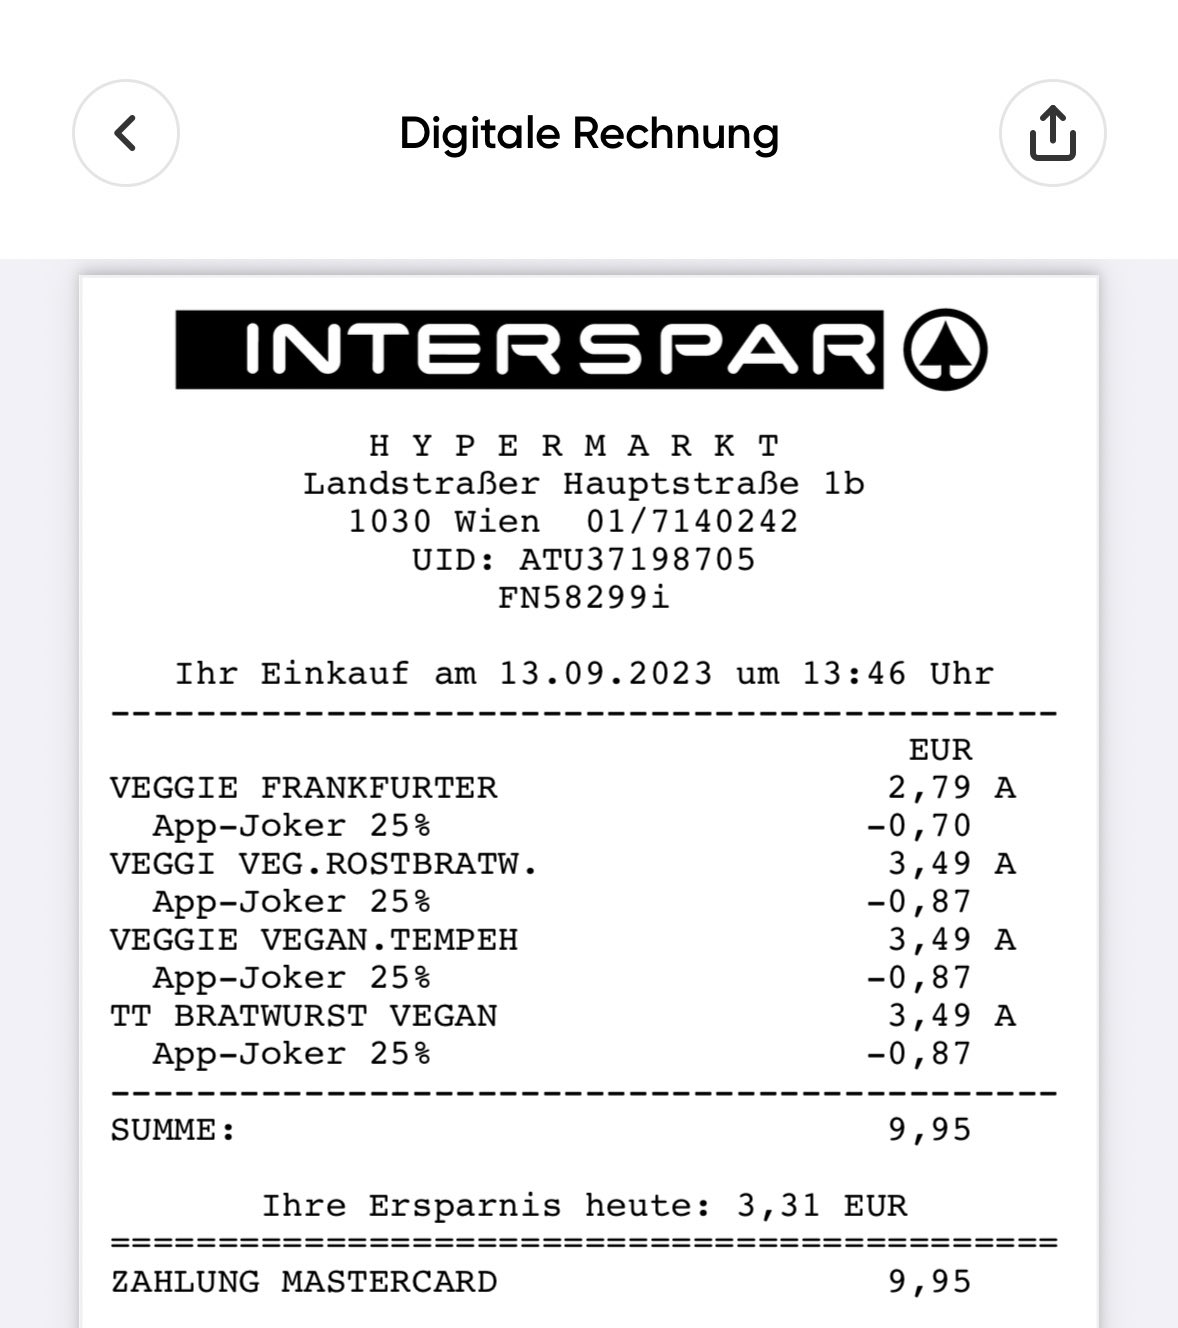 Digitale Rechnung
INTERSPAR
H Y P E R M A R K T
Landstraßer Hauptstraße 1b
1030 Wien  01/7140242
UID: ATU37198705
FN58299i
Ihr Einkauf am 13.09.2023 um 13:46 Uhr
--------------------------------------------
EUR
VEGGIE FRANKFURTER 2,79 A
App-Joker 25% -0,70
VEGGI VEG.ROSTBRATW. 3,49 A
App-Joker 25% -0,87
VEGGIE VEGAN.TEMPEH 3,49 A
App-Joker 25% -0,87
TT BRATWURST VEGAN 3,49 A
App-Joker 25% -0,87
--------------------------------------------
SUMME: 9,95
Ihre Ersparnis heute: 3,31 EUR
============================================
ZAHLUNG MASTERCARD 9,95